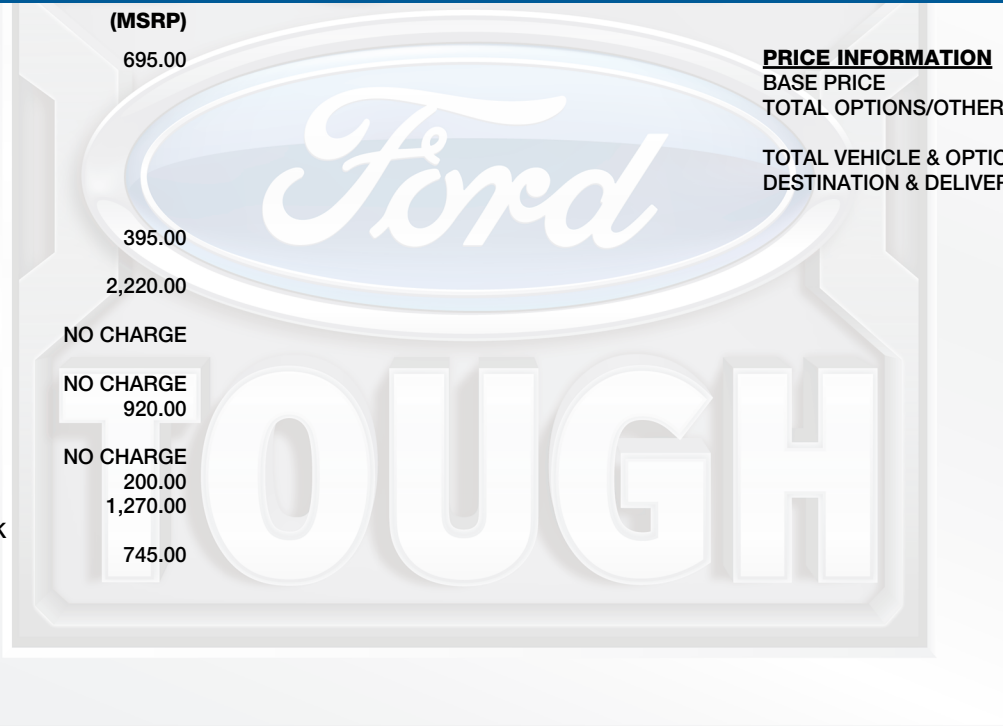 (MSRP)
695.00
395.00
2,220.00
NO CHARGE
NO CHARGE
920.00
NO CHARGE
200.00
1,270.00
K
745.00
PRICE INFORMATION
BASE PRICE
TOTAL OPTIONS/OTHER
TOTAL VEHICLE & OPTIO
DESTINATION & DELIVER
Ford
TOUGH